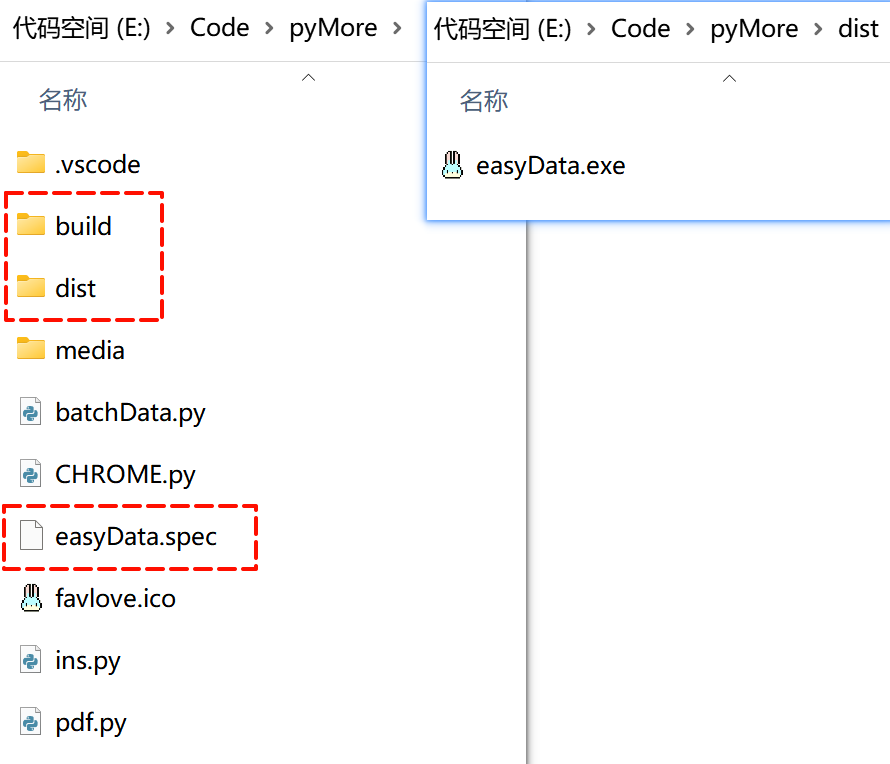 代码空间 (E:) > Code > pyMore >
名称
.vscode
build
dist
media
batchData.py
CHROME.py
easyData.spec
favlove.ico
ins.py
pdf.py
代码空间 (E:) > Code > pyMore > dist
名称
easyData.exe